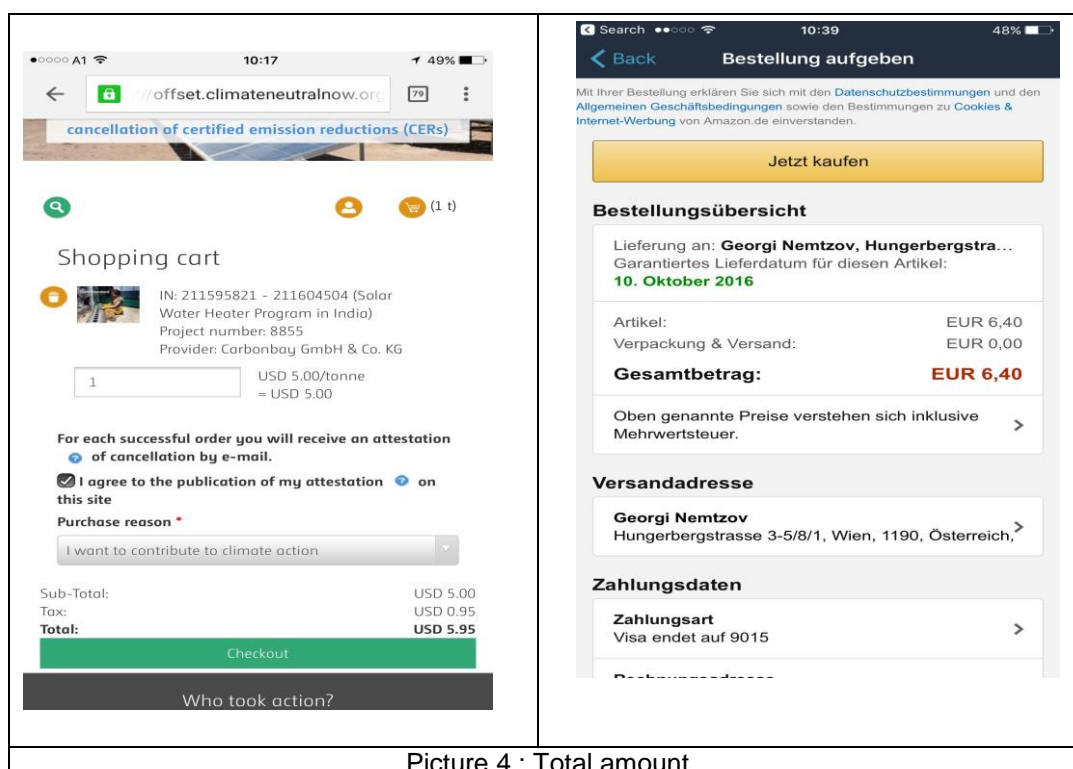 A1 10:17 49%
//offset.climateneutralnow.org 79
cancellation of certified emission reductions (CERs)
(1 t)
Shopping cart
IN: 211595821 - 211604504 (Solar
Water Heater Program in India)
Project number: 8855
Provider: Carbonbay GmbH & Co. KG
1
USD 5.00/tonne
= USD 5.00
For each successful order you will receive an attestation
of cancellation by e-mail.
I agree to the publication of my attestation on
this site
Purchase reason *
I want to contribute to climate action
Sub-Total: USD 5.00
Tax: USD 0.95
Total: USD 5.95
Checkout
Who took action?
Search 10:39 48%
Back Bestellung aufgeben
Mit Ihrer Bestellung erklären Sie sich mit den Datenschutzbestimmungen und den
Allgemeinen Geschäftsbedingungen sowie den Bestimmungen zu Cookies &
Internet-Werbung von Amazon.de einverstanden.
Jetzt kaufen
Bestellungsübersicht
Lieferung an: Georgi Nemtzov, Hungerbergstra...
Garantiertes Lieferdatum für diesen Artikel:
10. Oktober 2016
Artikel: EUR 6,40
Verpackung & Versand: EUR 0,00
Gesamtbetrag: EUR 6,40
Oben genannte Preise verstehen sich inklusive
Mehrwertsteuer.
Versandadresse
Georgi Nemtzov
Hungerbergstrasse 3-5/8/1, Wien, 1190, Österreich,
Zahlungsdaten
Zahlungsart
Visa endet auf 9015
Picture 4 : Total amount